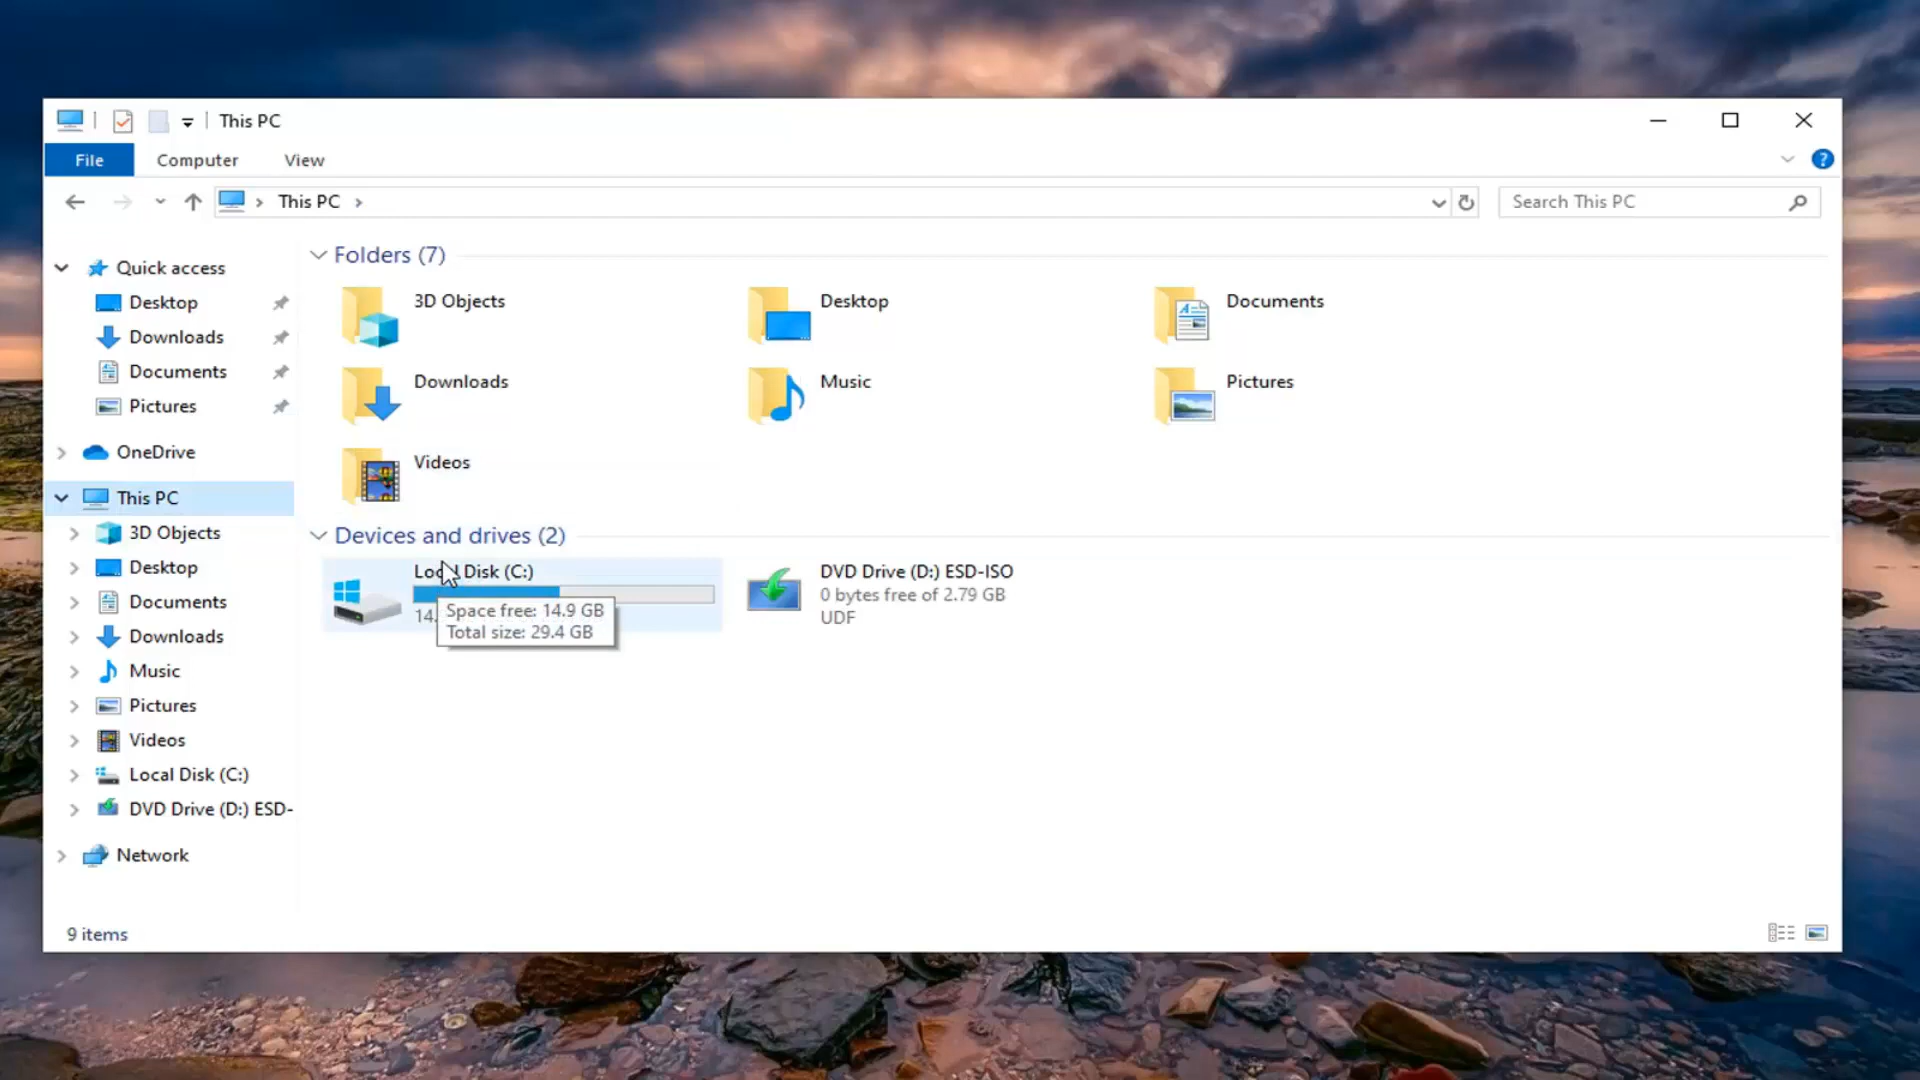 This PC
File
Computer
View
?
This PC
Search This PC
Quick access
Desktop
Downloads
Documents
Pictures
OneDrive
This PC
3D Objects
Desktop
Documents
Downloads
Music
Pictures
Videos
Local Disk (C:)
DVD Drive (D:) ESD-
Network
Folders (7)
3D Objects
Desktop
Documents
Downloads
Music
Pictures
Videos
Devices and drives (2)
Local Disk (C:)
14.
Space free: 14.9 GB
Total size: 29.4 GB
DVD Drive (D:) ESD-ISO
0 bytes free of 2.79 GB
UDF
9 items